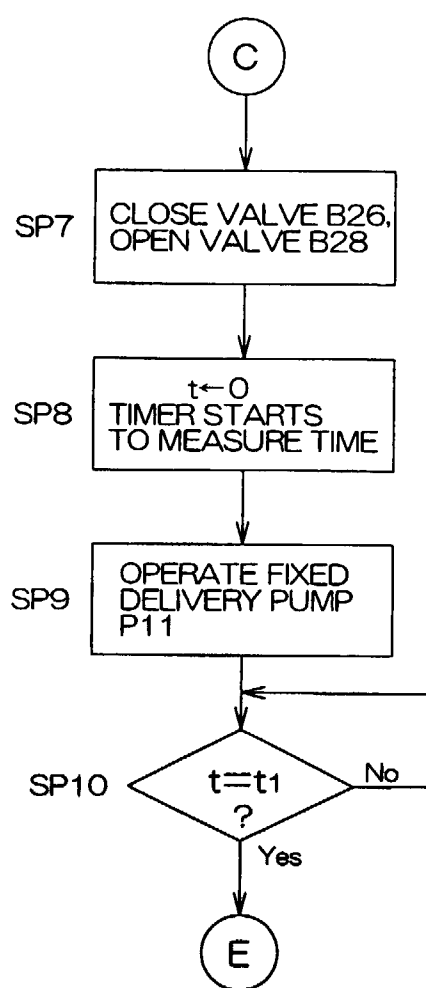 C
SP7
CLOSE VALVE B26,
OPEN VALVE B28
SP8
t←0
TIMER STARTS
TO MEASURE TIME
SP9
OPERATE FIXED
DELIVERY PUMP
P11
SP10
t=t1
?
No
Yes
E